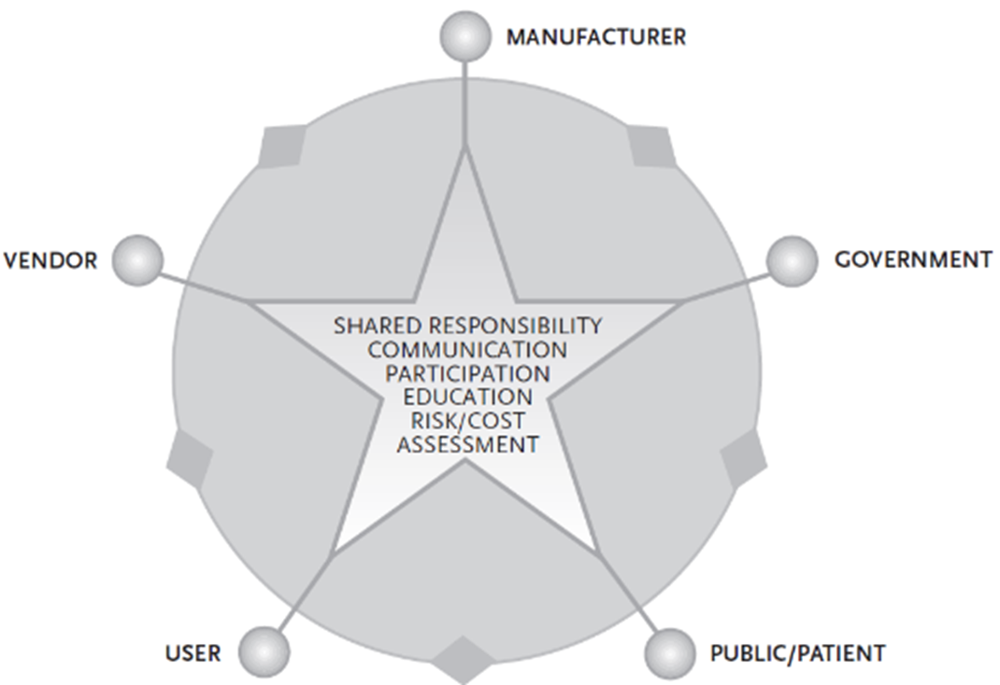 MANUFACTURER
VENDOR
GOVERNMENT
SHARED RESPONSIBILITY
COMMUNICATION
PARTICIPATION
EDUCATION
RISK/COST
ASSESSMENT
USER
PUBLIC/PATIENT